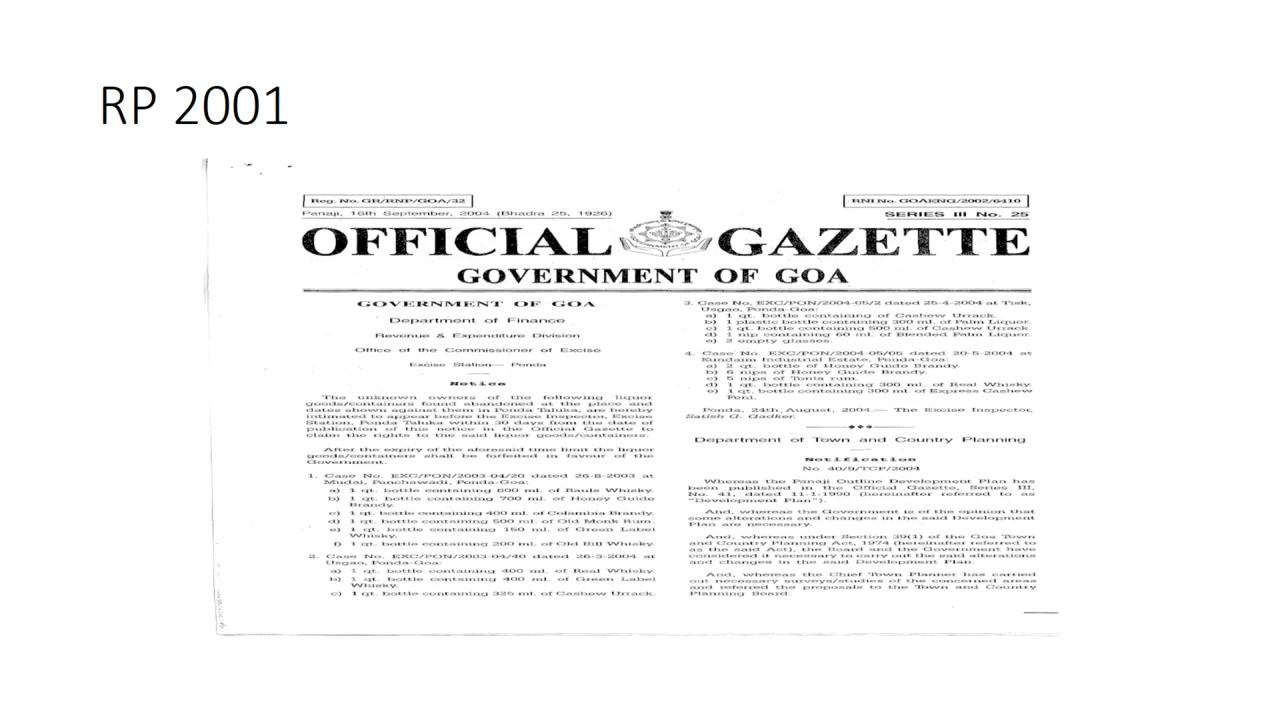 RP 2001
Reg. No. GR/RNP/GOA/32
RNI No. GOAENG/2002/6410
Panaji, 16th September, 2004 (Bhadra 25, 1926)
SERIES III No. 25
OFFICIAL GAZETTE
GOVERNMENT OF GOA
GOVERNMENT OF GOA
Department of Finance
Revenue & Expenditure Division
Office of the Commissioner of Excise
Excise Station— Ponda
Notice
The unknown owners of the following liquor
goods/containers found abandoned at the place and
dates shown against them in Ponda Taluka, are hereby
intimated to appear before the Excise Inspector, Excise
Station, Ponda Taluka within 30 days from the date of
publication of this notice in the Official Gazette to
claim the rights to the said liquor goods/containers.
After the expiry of the aforesaid time limit the liquor
goods/containers shall be forfeited in favour of the
Government.
1. Case No. EXC/PON/2003-04/20 dated 26-8-2003 at
Mudai, Panchawadi, Ponda-Goa:
a) 1 qt. bottle containing 600 ml. of Rauls Whisky.
b) 1 qt. bottle containing 700 ml. of Honey Guide
Brandy.
c) 1 qt. bottle containing 400 ml. of Colambia Brandy.
d) 1 qt. bottle containing 500 ml. of Old Monk Rum.
e) 1 qt. bottle containing 150 ml. of Green Label
Whisky.
f) 1 qt. bottle containing 200 ml. of Old Bill Whisky.
2. Case No. EXC/PON/2003-04/40 dated 26-3-2004 at
Usgao, Ponda-Goa:
a) 1 qt. bottle containing 400 ml. of Real Whisky.
b) 1 qt. bottle containing 400 ml. of Green Label
Whisky.
c) 1 qt. bottle containing 325 ml. of Cashew Urrack.
3. Case No. EXC/PON/2004-05/2 dated 25-4-2004 at Tisk,
Usgao, Ponda-Goa:
a) 1 qt. bottle containing of Cashew Urrack.
b) 1 plastic bottle containing 300 ml. of Palm Liquor.
c) 1 qt. bottle containing 500 ml. of Cashew Urrack.
d) 1 nip containing 60 ml. of Blended Palm Liquor.
e) 2 empty glasses.
4. Case No. EXC/PON/2004-05/05 dated 20-5-2004 at
Kundaim Industrial Estate, Ponda-Goa:
a) 2 qt. bottle of Honey Guide Brandy.
b) 6 nips of Honey Guide Brandy.
c) 5 nips of Tonia rum.
d) 1 qt. bottle containing 300 ml. of Real Whisky.
e) 1 qt. bottle containing 300 ml. of Express Cashew
Feni.
Ponda, 24th, August, 2004.— The Excise Inspector,
Satish G. Gadker.
Department of Town and Country Planning
Notification
No. 40/9/TCP/2004
Whereas the Panaji Outline Development Plan has
been published in the Official Gazette, Series III,
No. 41, dated 11-1-1990 (hereinafter referred to as
"Development Plan").
And, whereas the Government is of the opinion that
some alterations and changes in the said Development
Plan are necessary.
And, whereas under Section 39(1) of the Goa Town
and Country Planning Act, 1974 (hereinafter referred to
as the said Act), the Board and the Government have
considered it necessary to carry out the said alterations
and changes in the said Development Plan.
And, whereas the Chief Town Planner has carried
out necessary surveys/studies of the concerned areas
and referred the proposals to the Town and Country
Planning Board.